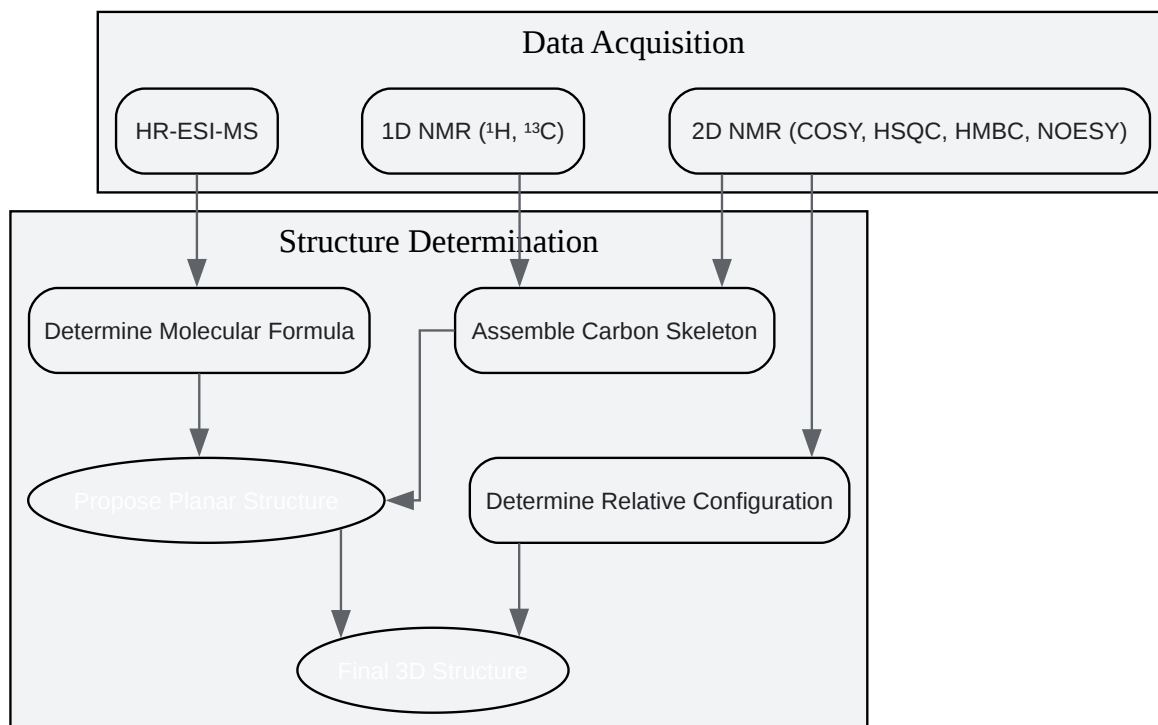 Data Acquisition
HR-ESI-MS
1D NMR (¹H, ¹³C)
2D NMR (COSY, HSQC, HMBC, NOESY)
Structure Determination
Determine Molecular Formula
Assemble Carbon Skeleton
Propose Planar Structure
Determine Relative Configuration
Final 3D Structure